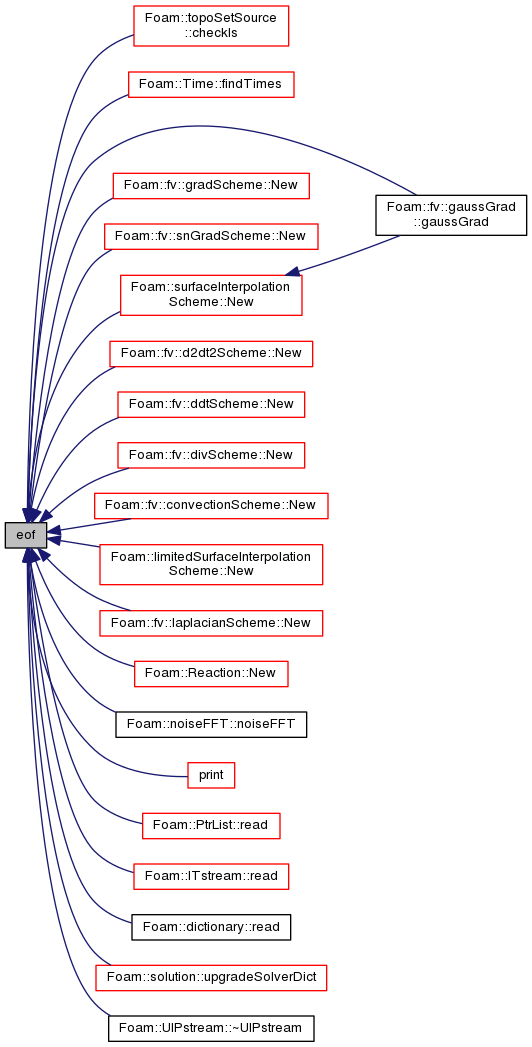 Foam::topoSetSource
::checkIs
Foam::Time::findTimes
Foam::fv::gradScheme::New
Foam::fv::gaussGrad
::gaussGrad
Foam::fv::snGradScheme::New
Foam::surfaceInterpolation
Scheme::New
Foam::fv::d2dt2Scheme::New
Foam::fv::ddtScheme::New
Foam::fv::divScheme::New
Foam::fv::convectionScheme::New
eof
Foam::limitedSurfaceInterpolation
Scheme::New
Foam::fv::laplacianScheme::New
Foam::Reaction::New
Foam::noiseFFT::noiseFFT
print
Foam::PtrList::read
Foam::ITstream::read
Foam::dictionary::read
Foam::solution::upgradeSolverDict
Foam::UIPstream::~UIPstream